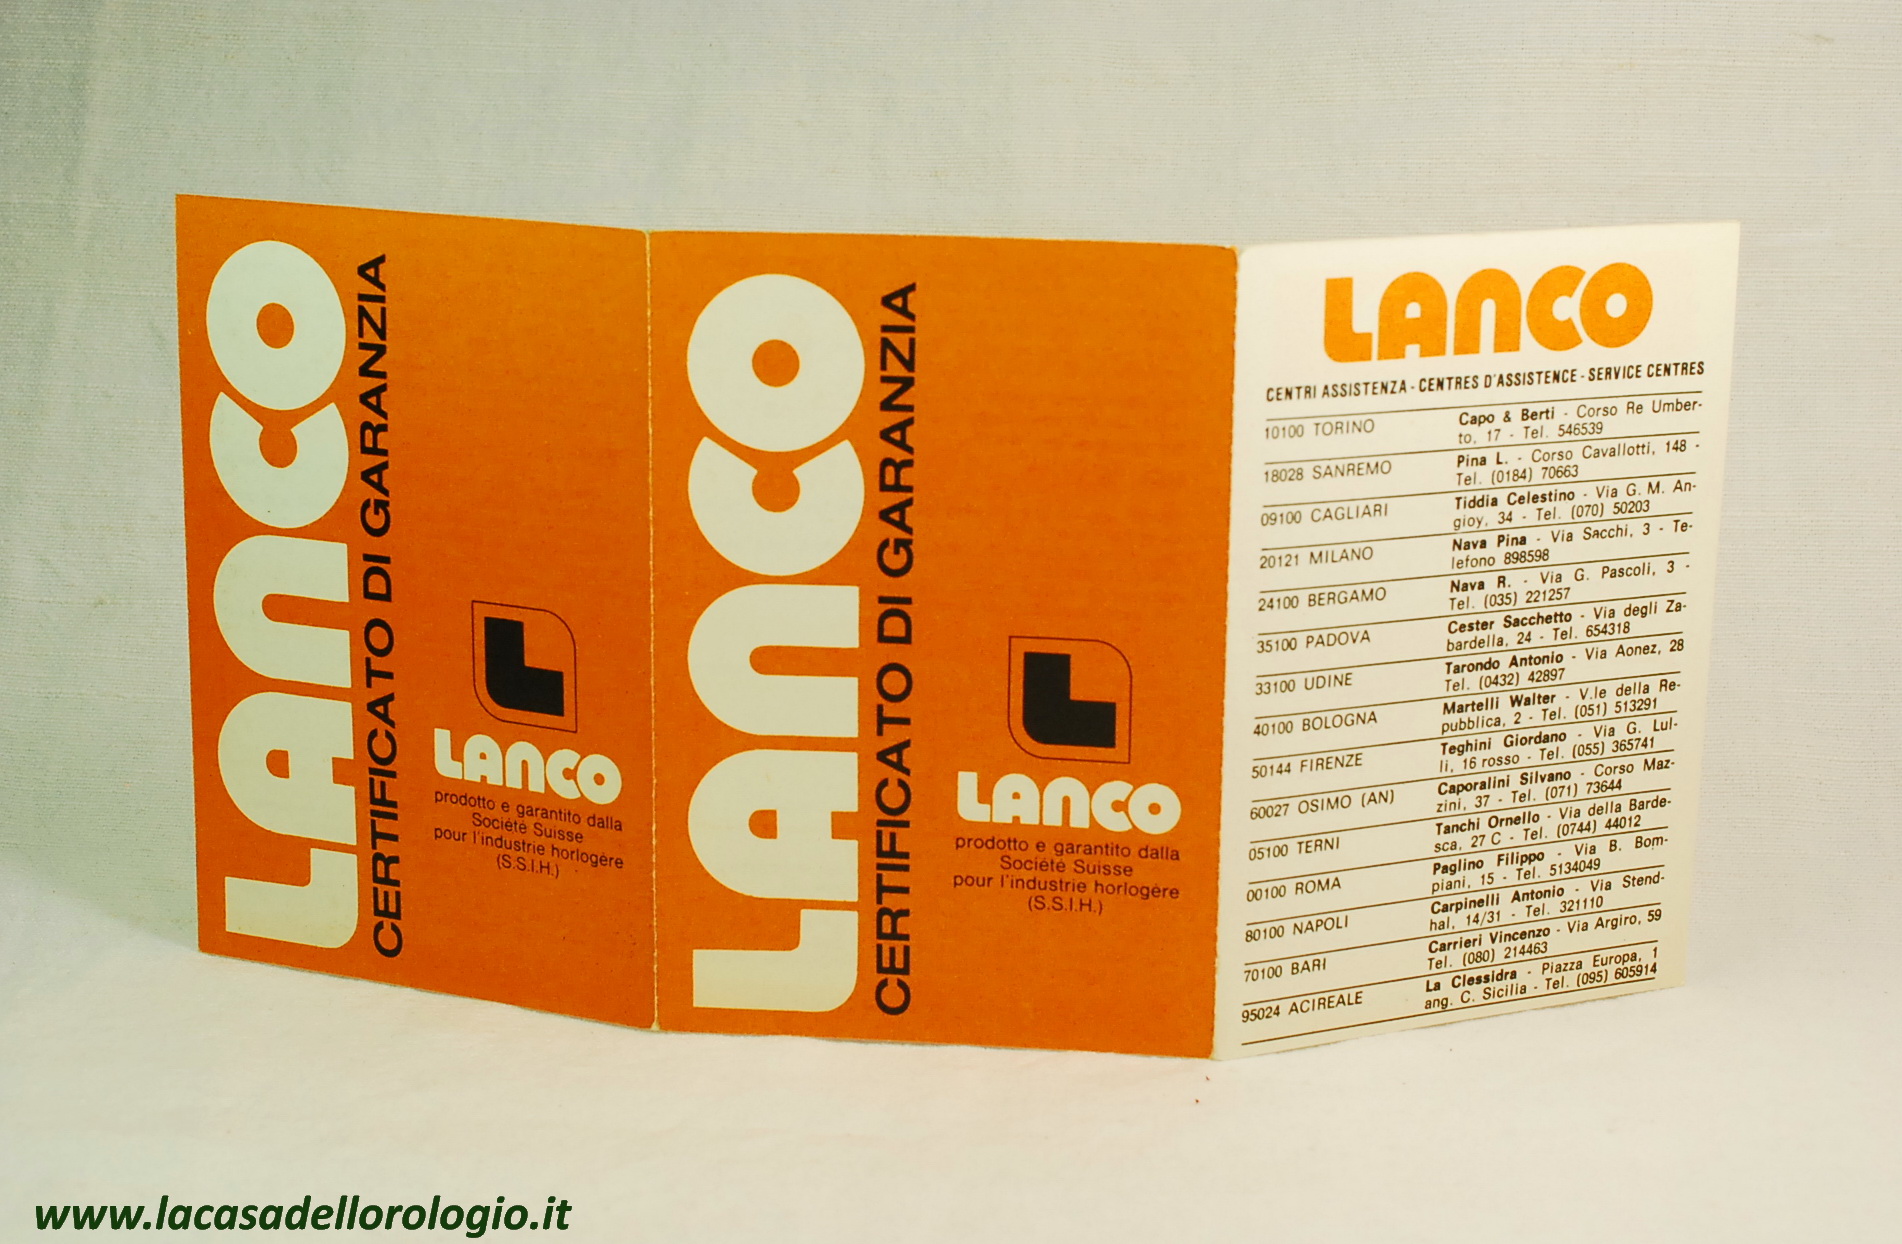 LANCO
CERTIFICATO DI GARANZIA
LANCO
prodotto e garantito dalla
Société Suisse
pour l'industrie horlogère
(S.S.I.H.)
LANCO
CERTIFICATO DI GARANZIA
LANCO
prodotto e garantito dalla
Société Suisse
pour l'industrie horlogère
(S.S.I.H.)
LANCO
CENTRI ASSISTENZA - CENTRES D'ASSISTENCE - SERVICE CENTRES
10100 TORINO Capo & Berti - Corso Re Umber-
to, 17 - Tel. 546539
18028 SANREMO Pina L. - Corso Cavallotti, 148 -
Tel. (0184) 70663
09100 CAGLIARI Tiddia Celestino - Via G. M. An-
gioy, 34 - Tel. (070) 50203
20121 MILANO Nava Pina - Via Sacchi, 3 - Te-
lefono 898598
24100 BERGAMO Nava R. - Via G. Pascoli, 3 -
Tel. (035) 221257
35100 PADOVA Cester Sacchetto - Via degli Za-
bardella, 24 - Tel. 654318
33100 UDINE Tarondo Antonio - Via Aonez, 28
Tel. (0432) 42897
40100 BOLOGNA Martelli Walter - V.le della Re-
pubblica, 2 - Tel. (051) 513291
50144 FIRENZE Teghini Giordano - Via G. Lul-
li, 16 rosso - Tel. (055) 365741
60027 OSIMO (AN) Caporalini Silvano - Corso Maz-
zini, 37 - Tel. (071) 73644
05100 TERNI Tanchi Ornello - Via della Barde-
sca, 27 C - Tel. (0744) 44012
00100 ROMA Paglino Filippo - Via B. Bom-
piani, 15 - Tel. 5134049
80100 NAPOLI Carpinelli Antonio - Via Stend-
hal, 14/31 - Tel. 321110
70100 BARI Carrieri Vincenzo - Via Argiro, 59
Tel. (080) 214463
95024 ACIREALE La Clessidra - Piazza Europa, 1
ang. C. Sicilia - Tel. (095) 605914
www.lacasadellorologio.it